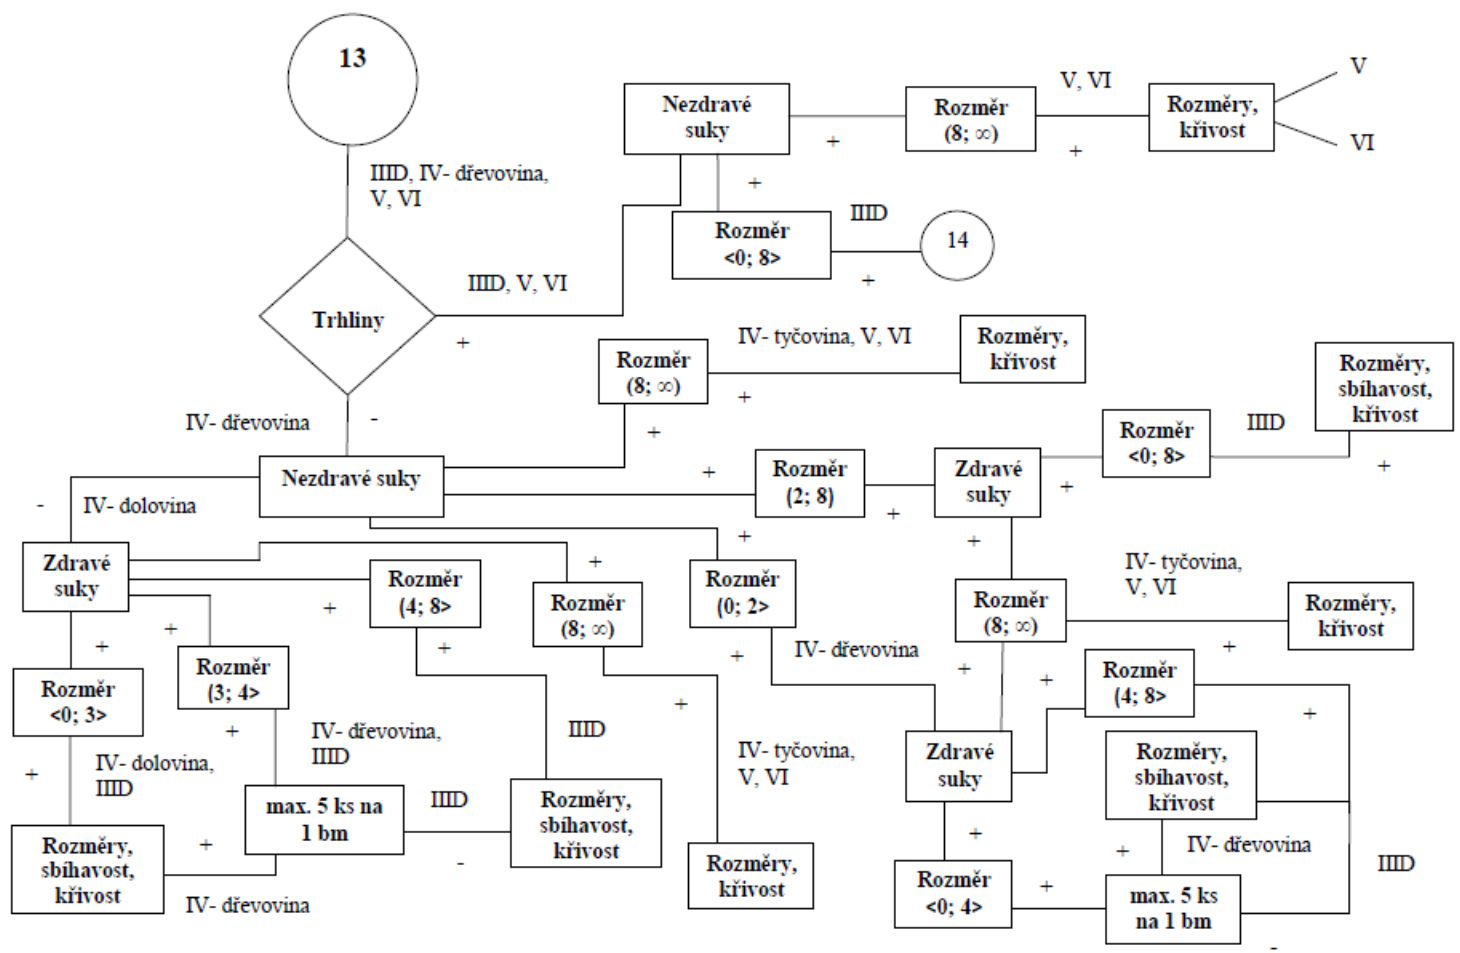 13
IIID, IV- dřevovina,
V, VI
Trhliny
IIID, V, VI
+
Nezdravé
suky
+
Rozměr
(8; ∞)
V, VI
+
Rozměry,
křivost
V
VI
+
Rozměr
<0; 8>
IIID
+
14
IV- dřevovina
-
Nezdravé suky
+
Rozměr
(8; ∞)
IV- tyčovina, V, VI
+
Rozměry,
křivost
+
Rozměr
(2; 8)
+
Zdravé
suky
+
Rozměr
<0; 8>
IIID
+
Rozměry,
sbíhavost,
křivost
+
Rozměr
(8; ∞)
IV- tyčovina,
V, VI
+
Rozměry,
křivost
+
Rozměr
(0; 2>
IV- dřevovina
+
+
Zdravé
suky
+
Rozměr
(4; 8>
+
+
Rozměr
<0; 4>
+
max. 5 ks
na 1 bm
-
IIID
+
IV- dřevovina
Rozměry,
sbíhavost,
křivost
-
IV- dolovina
Zdravé
suky
+
Rozměr
<0; 3>
+
IV- dolovina,
IIID
Rozměry,
sbíhavost,
křivost
+
Rozměr
(3; 4>
+
IV- dřevovina,
IIID
max. 5 ks na
1 bm
+
IV- dřevovina
IIID
-
Rozměry,
sbíhavost,
křivost
+
Rozměr
(4; 8>
+
IIID
+
Rozměr
(8; ∞)
+
IV- tyčovina,
V, VI
Rozměry,
křivost